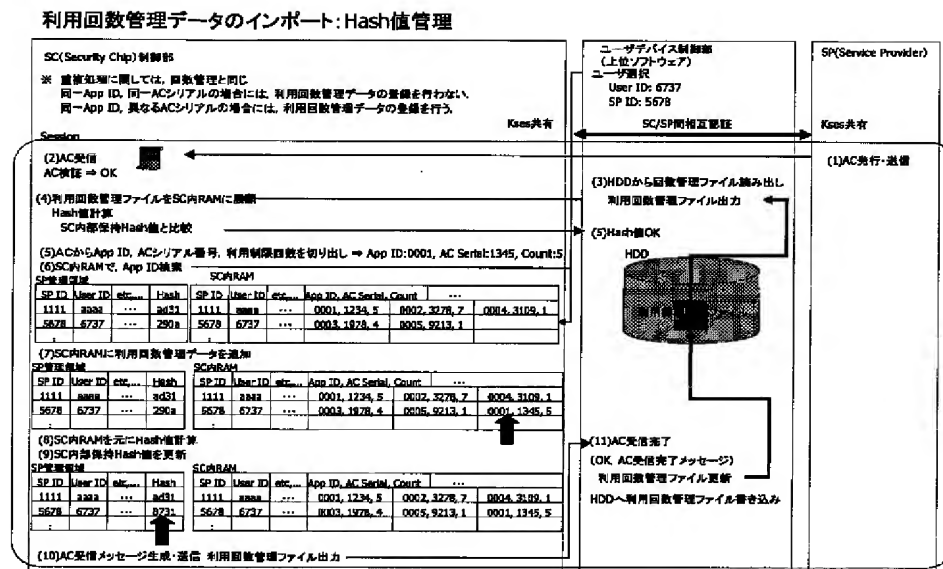 利用回数管理データのインポート:Hash値管理
SC(Security Chip)制御部
※ 重複処理に関しては、回数管理と同じ
同一App ID, 同一ACシリアルの場合には、利用回数管理データの登録を行わない.
同一App ID, 異なるACシリアルの場合には、利用回数管理データの登録を行う.
Kses共有
Session
ユーザデバイス制御部
(上位ソフトウェア)
ユーザ選択
User ID: 6737
SP ID: 5678
SC/SP間相互認証
SP(Service Provider)
Kses共有
(1)AC発行・送信
(2)AC受信
AC検証 ⇒ OK
(3)HDDから回数管理ファイル読み出し
利用回数管理ファイル出力
(4)利用回数管理ファイルをSC内RAMに展開
Hash値計算
SC内部保持Hash値と比較
(5)Hash値OK
HDD
(5)ACからApp ID, ACシリアル番号, 利用制限回数を切り出し ⇒ App ID:0001, AC Serial:1345, Count:5
(6)SC内RAMで, App ID検索
SP管理領域 SC内RAM
SP ID User ID etc,... Hash SP ID User ID etc,... App ID, AC Serial, Count ...
1111 aaaa ... ad31 1111 aaaa ... 0001, 1234, 5 0002, 3278, 7 0004, 3109, 1
5678 6737 ... 290a 5678 6737 ... 0003, 1978, 4 0005, 9213, 1
:
(7)SC内RAMに利用回数管理データを追加
SP管理領域 SC内RAM
SP ID User ID etc,... Hash SP ID User ID etc,... App ID, AC Serial, Count ...
1111 aaaa ... ad31 1111 aaaa ... 0001, 1234, 5 0002, 3278, 7 0004, 3109, 1
5678 6737 ... 290a 5678 6737 ... 0003, 1978, 4 0005, 9213, 1 0001, 1345, 5
:
(8)SC内RAMを元にHash値計算
(9)SC内部保持Hash値を更新
SP管理領域 SC内RAM
SP ID User ID etc,... Hash SP ID User ID etc,... App ID, AC Serial, Count ...
1111 aaaa ... ad31 1111 aaaa ... 0001, 1234, 5 0002, 3278, 7 0004, 3109, 1
5678 6737 ... 8731 5678 6737 ... 0003, 1978, 4 0005, 9213, 1 0001, 1345, 5
:
(10)AC受信メッセージ生成・送信 利用回数管理ファイル出力
(11)AC受信完了
(OK, AC受信完了メッセージ)
利用回数管理ファイル更新
HDDへ利用回数管理ファイル書き込み